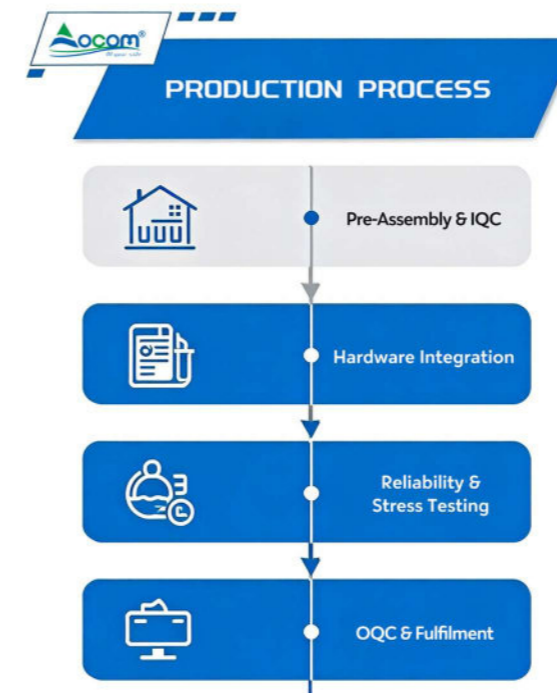 ocom®
PRODUCTION PROCESS
Pre-Assembly & IQC
Hardware Integration
Reliability &
Stress Testing
OQC & Fulfilment